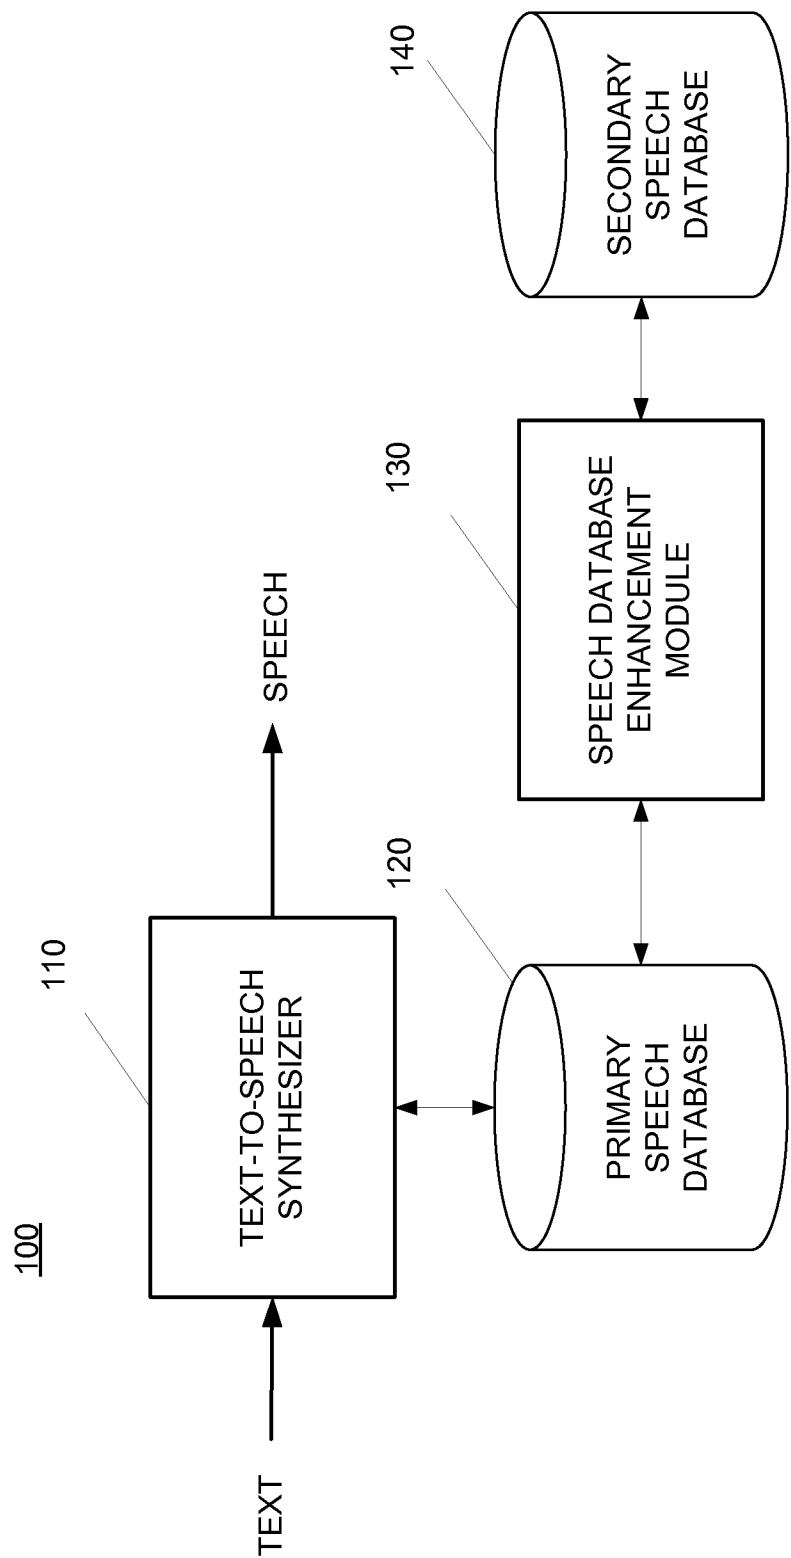 100
110
TEXT
TEXT-TO-SPEECH
SYNTHESIZER
SPEECH
120
130
140
PRIMARY
SPEECH
DATABASE
SPEECH DATABASE
ENHANCEMENT
MODULE
SECONDARY
SPEECH
DATABASE